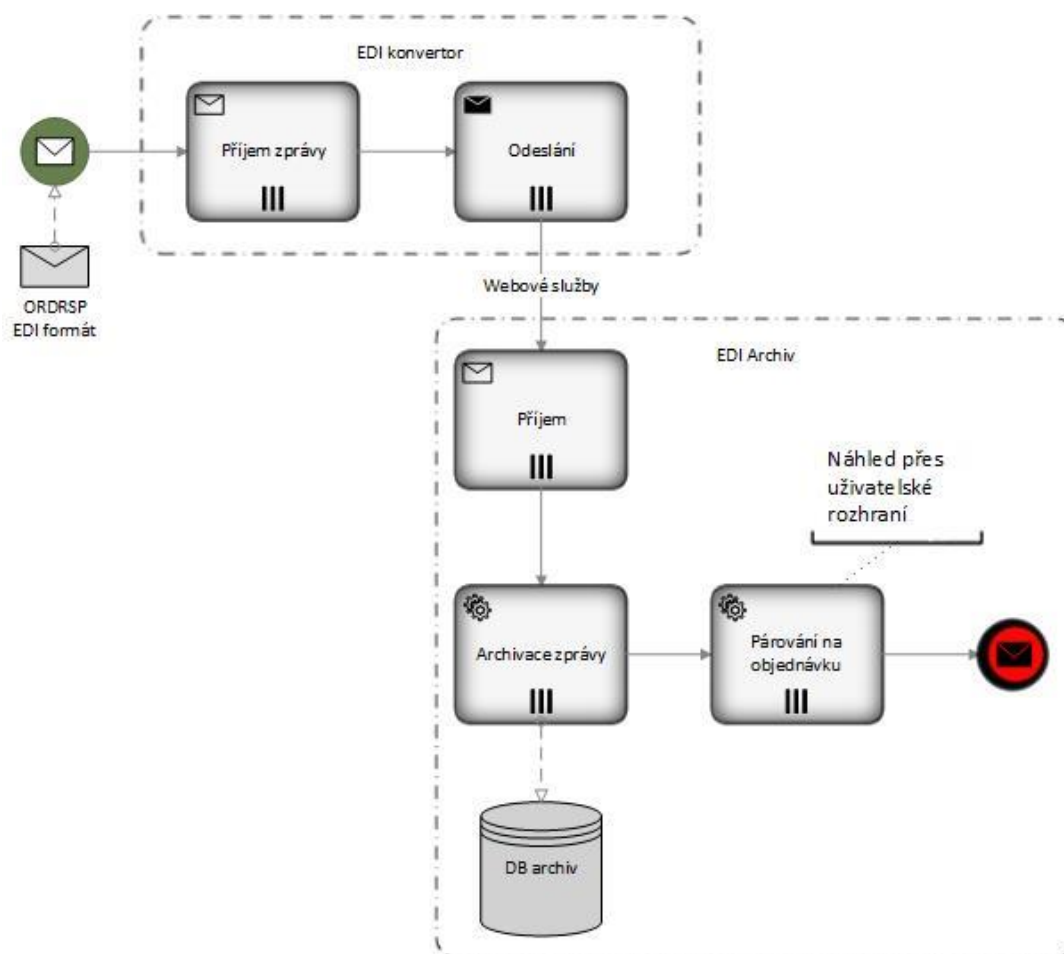 EDI konvertor
Příjem zprávy
Odeslání
ORDRSP
EDI formát
Webové služby
EDI Archiv
Příjem
Náhled přes
uživatelské
rozhraní
Archivace zprávy
Párování na
objednávku
DB archiv